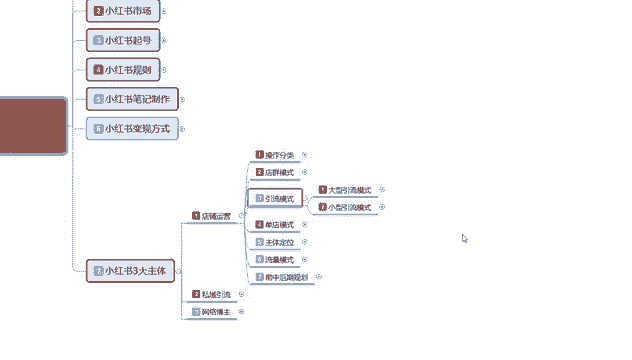 2 小红书市场
3 小红书起号
4 小红书规则
5 小红书笔记制作
6 小红书变现方式
7 小红书3大主体
1 店铺运营
1 操作分类
2 店群模式
3 引流模式
1 大型引流模式
2 小型引流模式
4 单店模式
5 主体定位
6 流量模式
7 前中后期规划
2 私域引流
3 网络博主